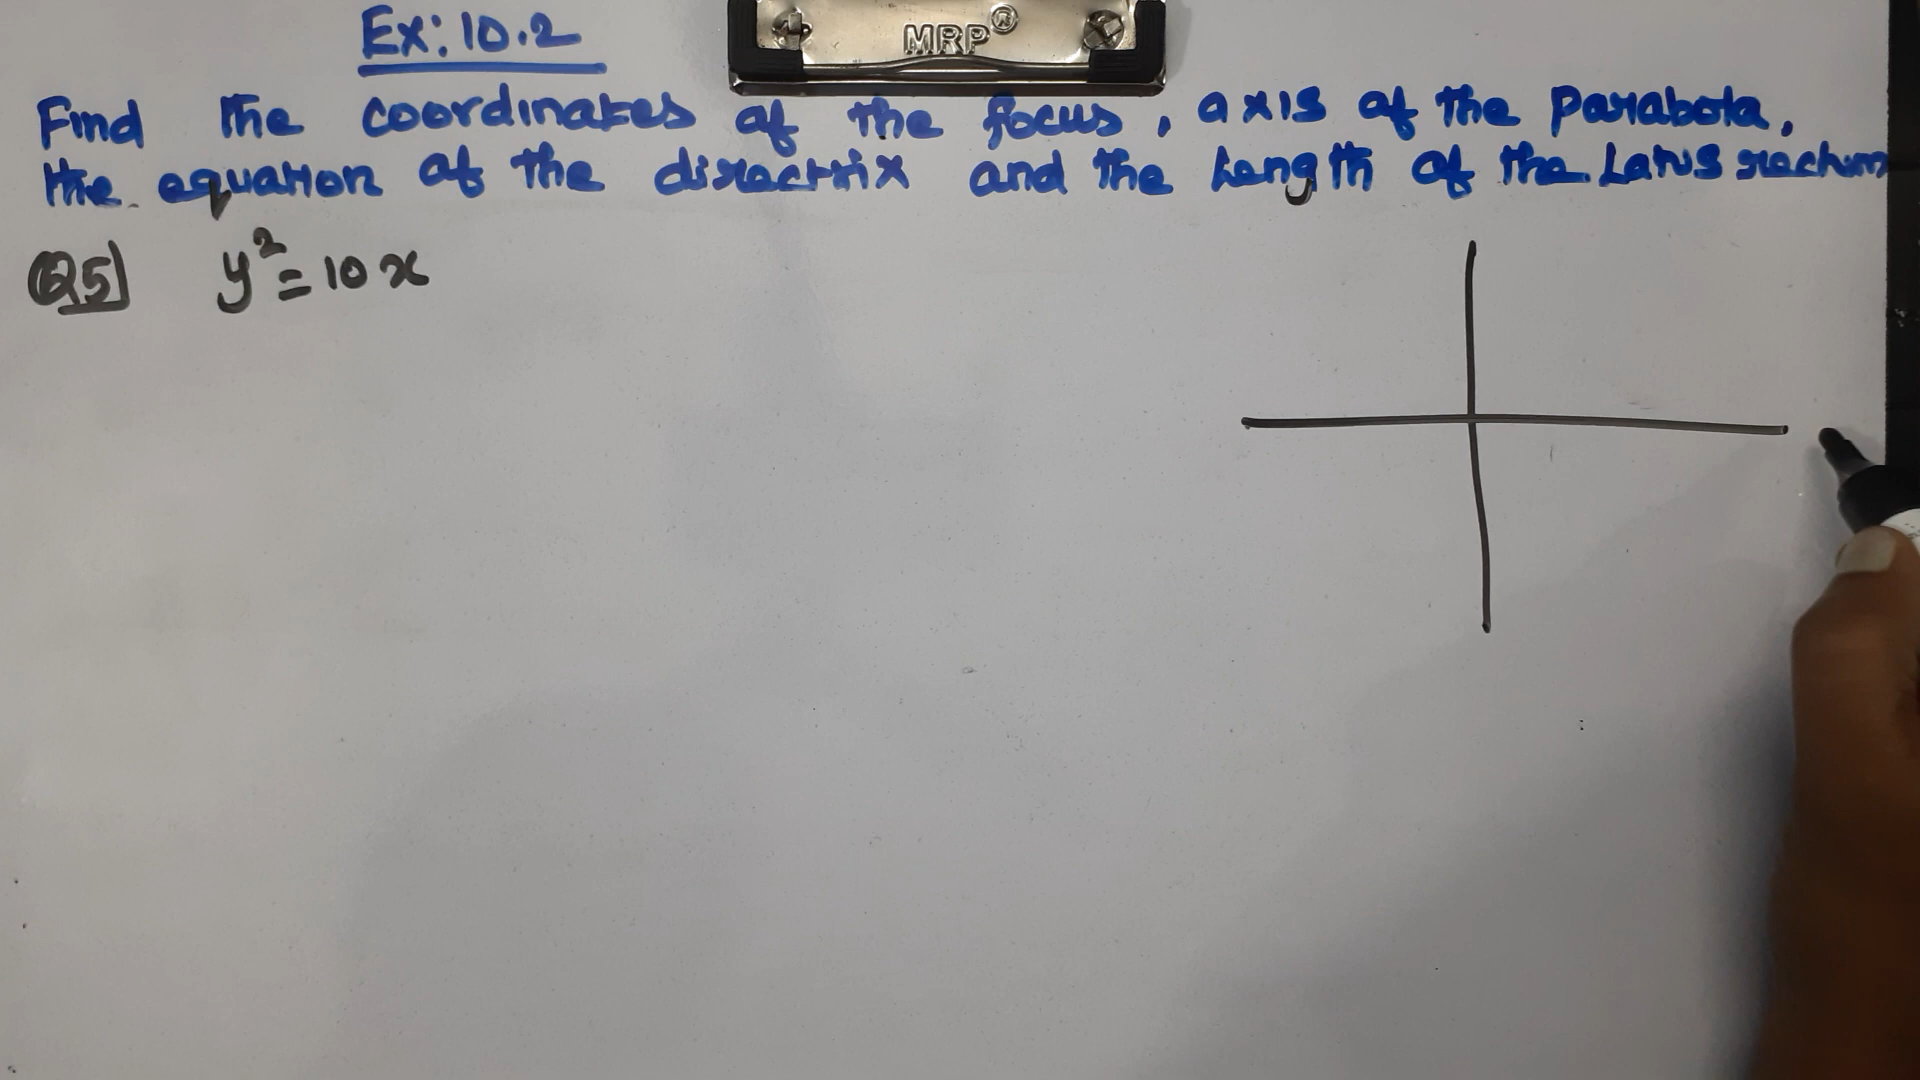 Ex: 10.2
MRP®
Find the coordinates of the focus, axis of the parabola,
the equation of the directrix and the length of the Latus rectum
Q5] y²=10x